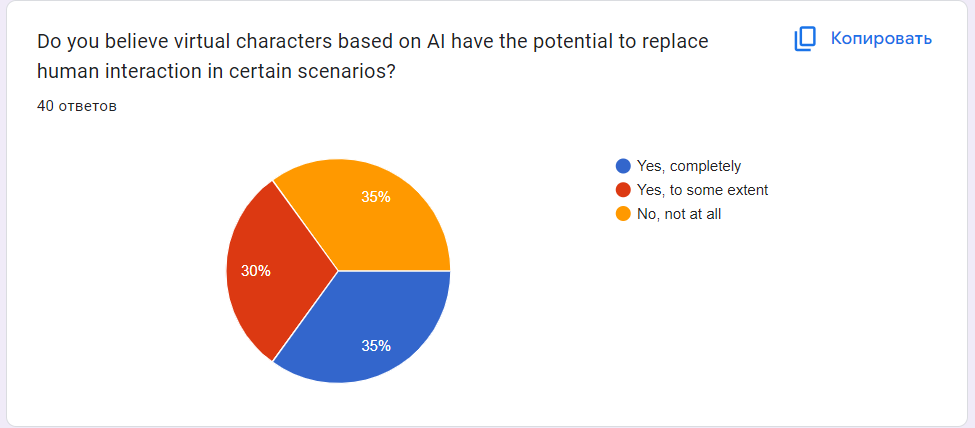 Do you believe virtual characters based on AI have the potential to replace
human interaction in certain scenarios?
Копировать
40 ответов
35%
30%
35%
Yes, completely
Yes, to some extent
No, not at all